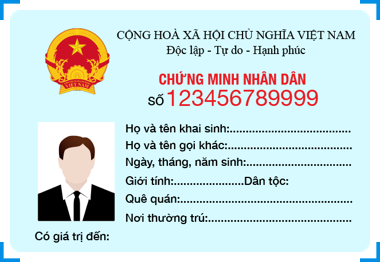 CỘNG HOÀ XÃ HỘI CHỦ NGHĨA VIỆT NAM
Độc lập - Tự do - Hạnh phúc
CHỨNG MINH NHÂN DÂN
SỐ 123456789999
Họ và tên khai sinh:......................................
Họ và tên gọi khác:.......................................
Ngày, tháng, năm sinh:................................
Giới tính:......................Dân tộc:
Quê quán:.....................................................
Nơi thường trú:............................................
Có giá trị đến:
VIỆT NAM